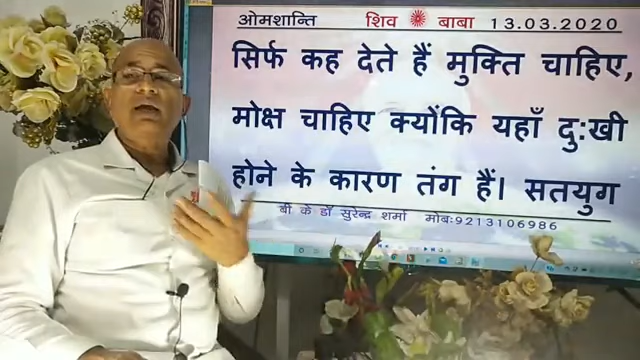 ओमशान्ति शिव बाबा 13.03.2020
सिर्फ कह देते हैं मुक्ति चाहिए,
मोक्ष चाहिए क्योंकि यहाँ दु:खी
होने के कारण तंग हैं। सतयुग
बी के डॉ सुरेन्द्र शर्मा मोबः9213106986